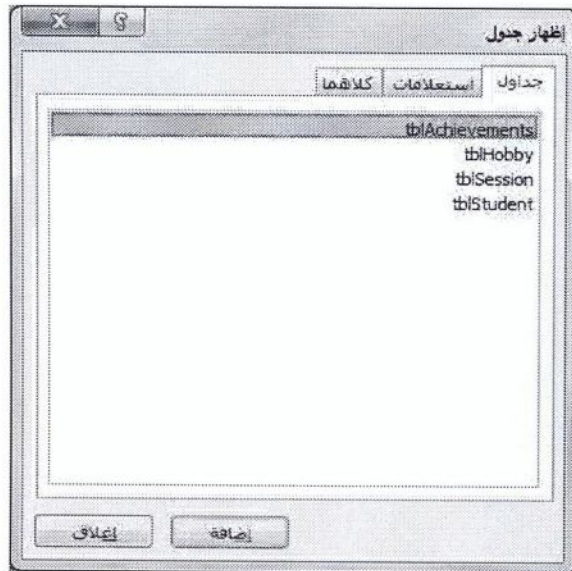 إظهار جدول
جداول استعلامات كلاهما
tblAchievements
tblHobby
tblSession
tblStudent
إضافة إغلاق